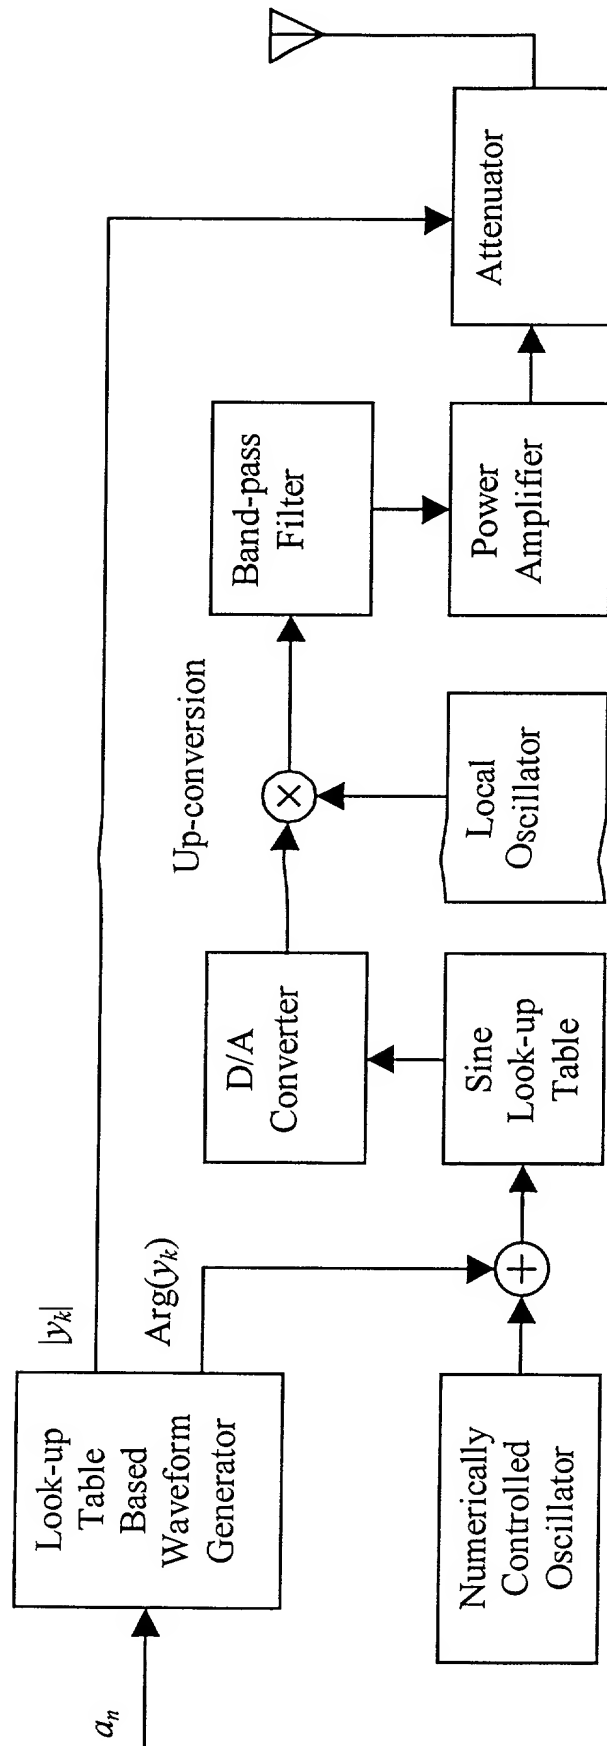 a_n
Look-up
Table
Based
Waveform
Generator
|y_k|
Arg(y_k)
Numerically
Controlled
Oscillator
+
Sine
Look-up
Table
D/A
Converter
Up-conversion
×
Local
Oscillator
Band-pass
Filter
Power
Amplifier
Attenuator